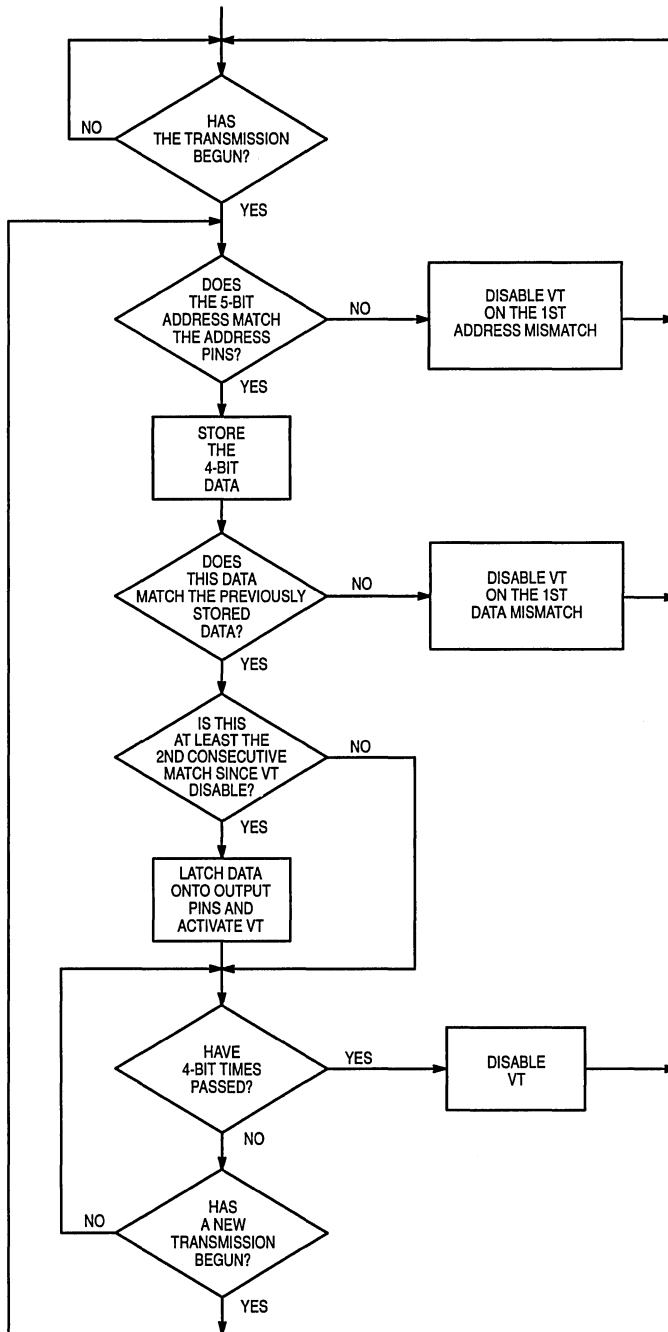 HAS
THE TRANSMISSION
BEGUN?
NO
YES
DOES
THE 5-BIT
ADDRESS MATCH
THE ADDRESS
PINS?
NO
DISABLE VT
ON THE 1ST
ADDRESS MISMATCH
YES
STORE
THE
4-BIT
DATA
DOES
THIS DATA
MATCH THE PREVIOUSLY
STORED
DATA?
NO
DISABLE VT
ON THE 1ST
DATA MISMATCH
YES
IS THIS
AT LEAST THE
2ND CONSECUTIVE
MATCH SINCE VT
DISABLE?
NO
YES
LATCH DATA
ONTO OUTPUT
PINS AND
ACTIVATE VT
HAVE
4-BIT TIMES
PASSED?
YES
DISABLE
VT
NO
HAS
A NEW
TRANSMISSION
BEGUN?
NO
YES